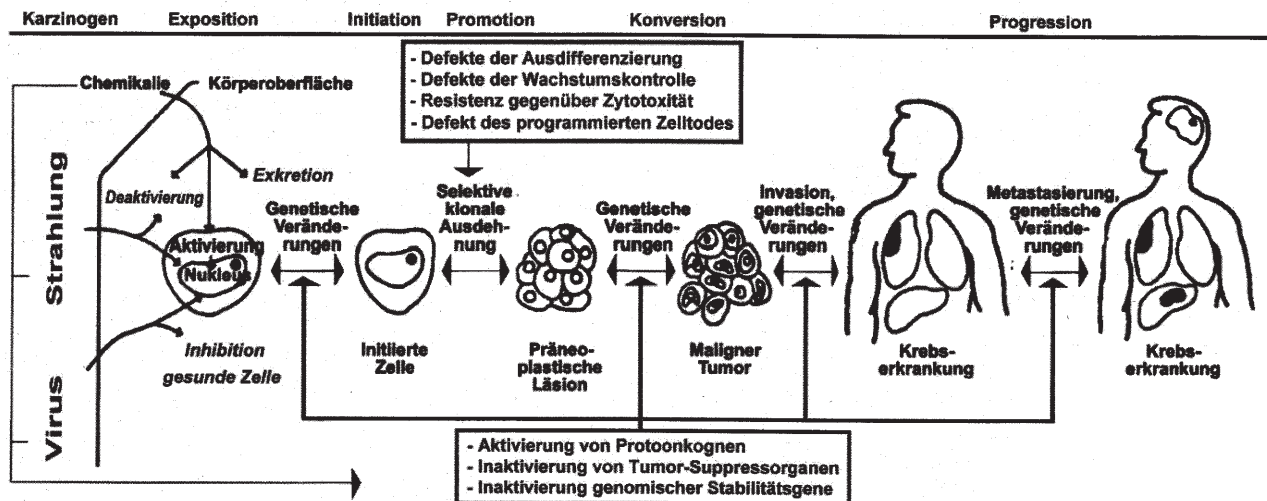 Karzinogen Exposition Initiation Promotion Konversion Progression
- Defekte der Ausdifferenzierung
- Defekte der Wachstumskontrolle
- Resistenz gegenüber Zytotoxität
- Defekt des programmierten Zelltodes
Chemikalie Körperoberfläche
Strahlung
Virus
Deaktivierung
Exkretion
Aktivierung
Nukleus
Inhibition
gesunde Zelle
Genetische
Verände-
rungen
Initiierte
Zelle
Selektive
klonale
Ausdeh-
nung
Präneo-
plastische
Läsion
Genetische
Verände-
rungen
Maligner
Tumor
Invasion,
genetische
Verände-
rungen
Krebs-
erkrankung
Metastasierung,
genetische
Verände-
rungen
Krebs-
erkrankung
- Aktivierung von Protoonkognen
- Inaktivierung von Tumor-Suppressorganen
- Inaktivierung genomischer Stabilitätsgene